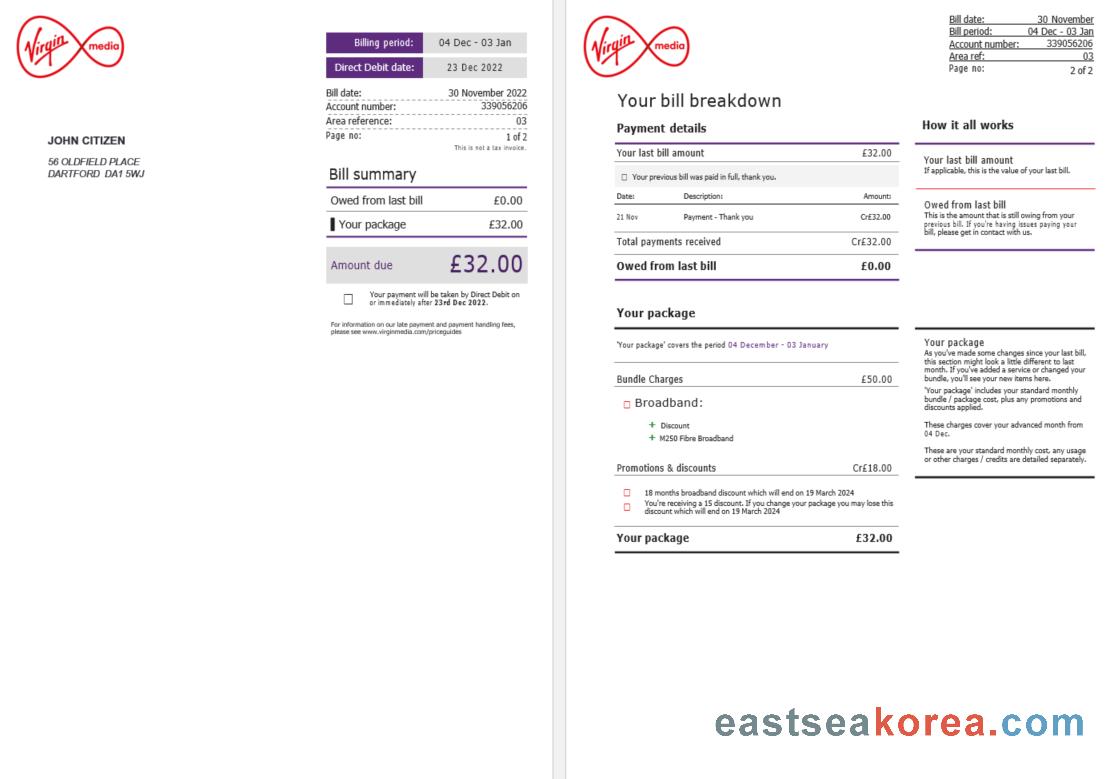 Virgin media
Billing period: 04 Dec - 03 Jan
Direct Debit date: 23 Dec 2022
Bill date: 30 November 2022
Account number: 339056206
Area reference: 03
Page no: 1 of 2
This is not a tax invoice.
JOHN CITIZEN
56 OLDFIELD PLACE
DARTFORD DA1 5WJ
Bill summary
Owed from last bill £0.00
Your package £32.00
Amount due £32.00
Your payment will be taken by Direct Debit on
or immediately after 23rd Dec 2022.
For information on our late payment and payment handling fees,
please see www.virginmedia.com/priceguides
Virgin media
Bill date: 30 November
Bill period: 04 Dec - 03 Jan
Account number: 339056206
Area ref: 03
Page no: 2 of 2
Your bill breakdown
Payment details
Your last bill amount £32.00
Your previous bill was paid in full, thank you.
Date: Description: Amount:
21 Nov Payment - Thank you Cr£32.00
Total payments received Cr£32.00
Owed from last bill £0.00
Your package
'Your package' covers the period 04 December - 03 January
Bundle Charges £50.00
Broadband:
+ Discount
+ M250 Fibre Broadband
Promotions & discounts Cr£18.00
18 months broadband discount which will end on 19 March 2024
You're receiving a 15 discount. If you change your package you may lose this
discount which will end on 19 March 2024
Your package £32.00
How it all works
Your last bill amount
If applicable, this is the value of your last bill.
Owed from last bill
This is the amount that is still owing from your
previous bill. If you're having issues paying your
bill, please get in contact with us.
Your package
As you've made some changes since your last bill,
this section might look a little different to last
month. If you've added a service or changed your
bundle, you'll see your new items here.
'Your package' includes your standard monthly
bundle / package cost, plus any promotions and
discounts applied.
These charges cover your advanced month from
04 Dec.
These are your standard monthly cost, any usage
or other charges / credits are detailed separately.
eastseakorea.com